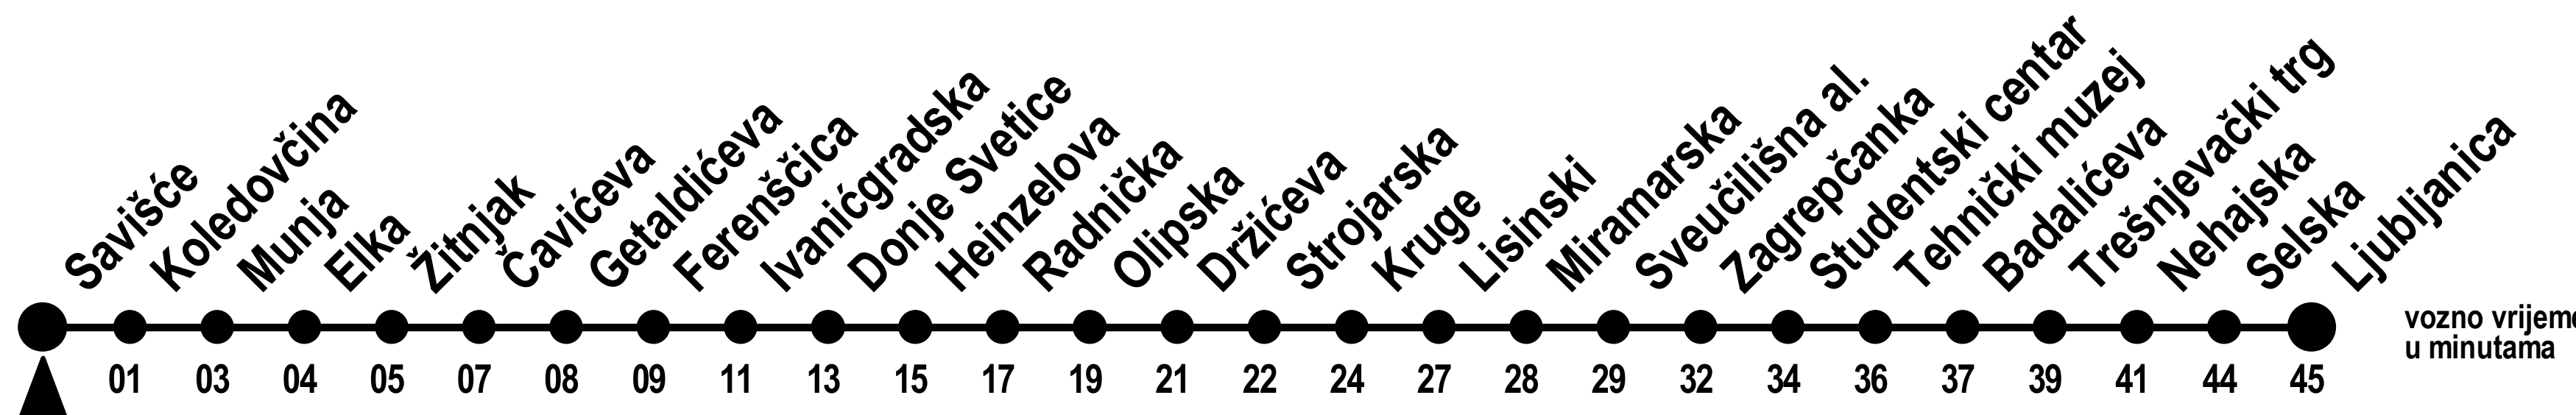 Savišće
Koledovčina
Munja
Elka
Žitnjak
Čavićeva
Getaldićeva
Ferenščica
Ivanićgradska
Donje Svetice
Heinzelova
Radnička
Olipska
Držićeva
Strojarska
Kruge
Lisinski
Miramarska
Sveučilišna al.
Zagrepčanka
Studentski centar
Tehnički muzej
Badalićeva
Trešnjevački trg
Nehajska
Selska
Ljubljanica
01 03 04 05 07 08 09 11 13 15 17 19 21 22 24 27 28 29 32 34 36 37 39 41 44 45
vozno vrijeme
u minutama